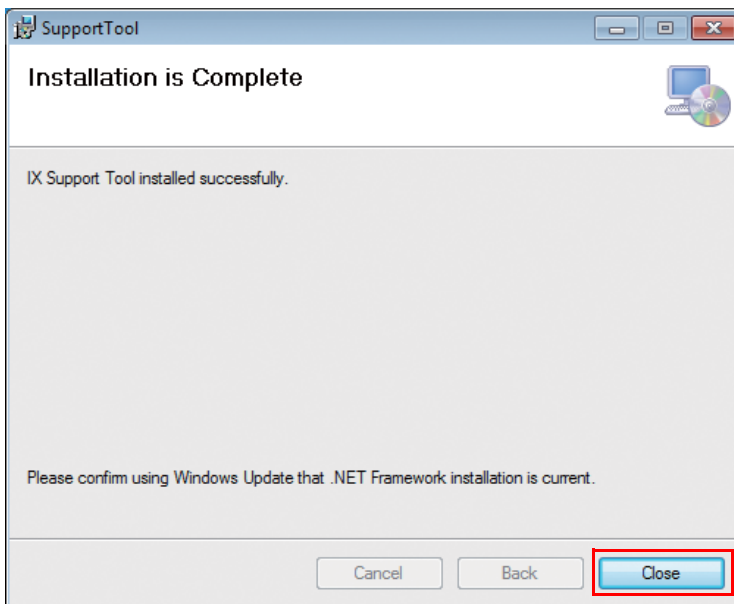 SupportTool
Installation is Complete
IX Support Tool installed successfully.
Please confirm using Windows Update that .NET Framework installation is current.
Cancel
Back
Close